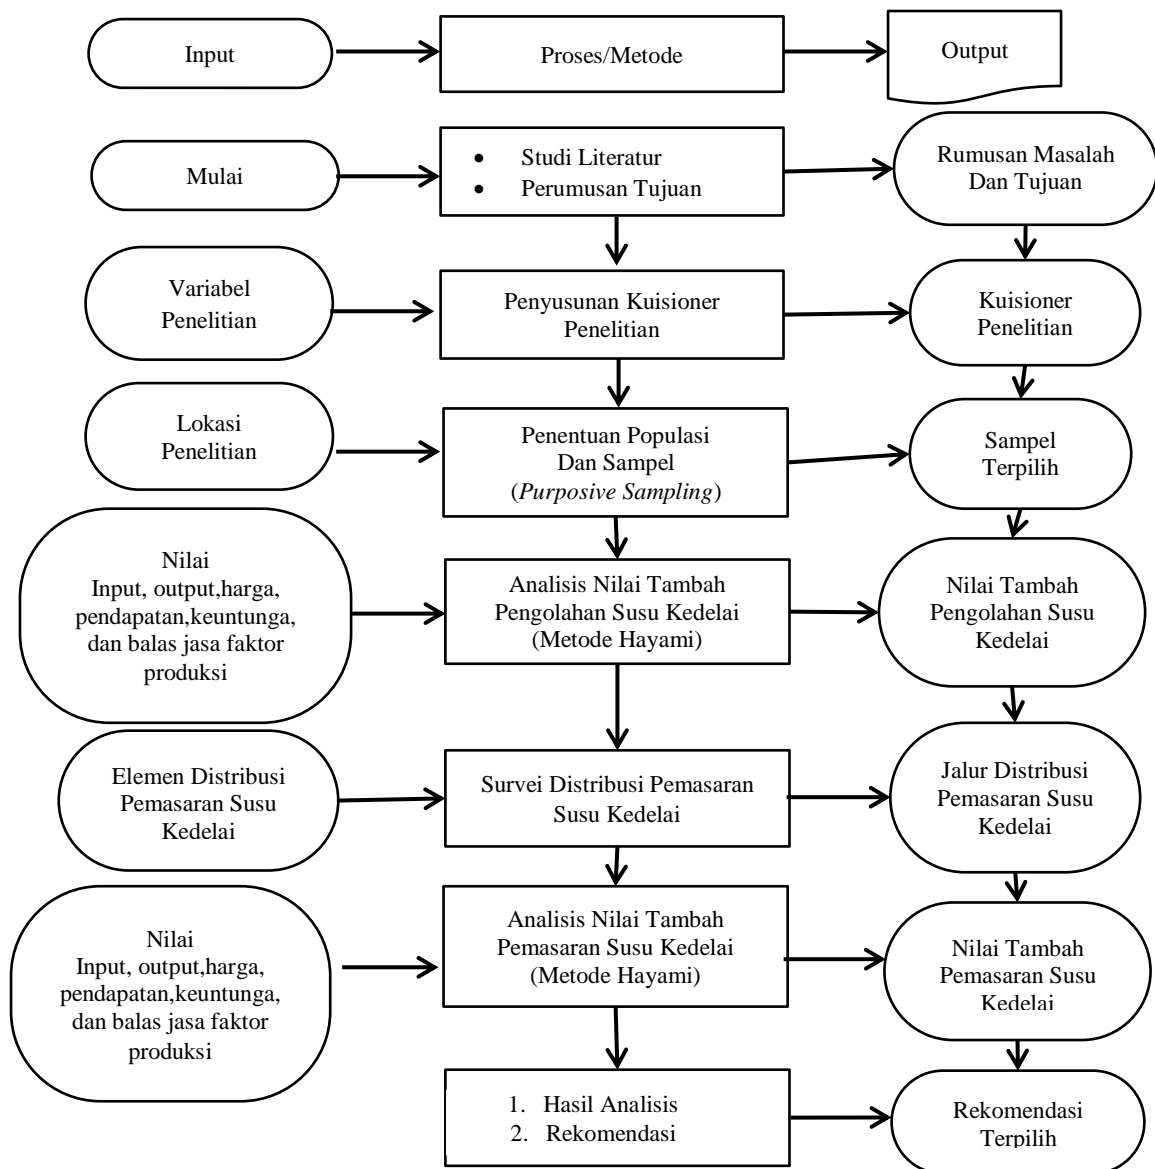 Input
Proses/Metode
Output
Mulai
• Studi Literatur
• Perumusan Tujuan
Rumusan Masalah
Dan Tujuan
Variabel
Penelitian
Penyusunan Kuisioner
Penelitian
Kuisioner
Penelitian
Lokasi
Penelitian
Penentuan Populasi
Dan Sampel
(Purposive Sampling)
Sampel
Terpilih
Nilai
Input, output,harga,
pendapatan,keuntunga,
dan balas jasa faktor
produksi
Analisis Nilai Tambah
Pengolahan Susu Kedelai
(Metode Hayami)
Nilai Tambah
Pengolahan Susu
Kedelai
Elemen Distribusi
Pemasaran Susu
Kedelai
Survei Distribusi Pemasaran
Susu Kedelai
Jalur Distribusi
Pemasaran Susu
Kedelai
Nilai
Input, output,harga,
pendapatan,keuntunga,
dan balas jasa faktor
produksi
Analisis Nilai Tambah
Pemasaran Susu Kedelai
(Metode Hayami)
Nilai Tambah
Pemasaran Susu
Kedelai
1. Hasil Analisis
2. Rekomendasi
Rekomendasi
Terpilih